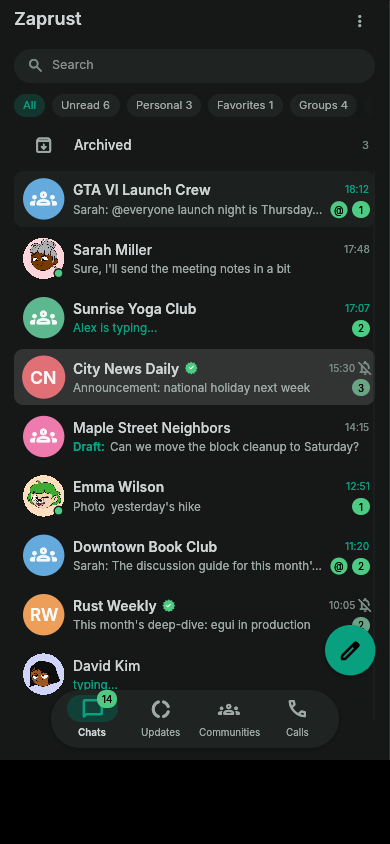 Zaprust
Search
All
Unread 6
Personal 3
Favorites 1
Groups 4
Archived
3
GTA VI Launch Crew
18:12
Sarah: @everyone launch night is Thursday...
@
1
Sarah Miller
17:48
Sure, I'll send the meeting notes in a bit
Sunrise Yoga Club
17:07
Alex is typing...
2
CN
City News Daily
15:30
Announcement: national holiday next week
3
Maple Street Neighbors
14:15
Draft: Can we move the block cleanup to Saturday?
Emma Wilson
12:51
Photo yesterday's hike
1
Downtown Book Club
11:20
Sarah: The discussion guide for this month'...
@
2
RW
Rust Weekly
10:05
This month's deep-dive: egui in production
2
David Kim
typing...
14
Chats
Updates
Communities
Calls